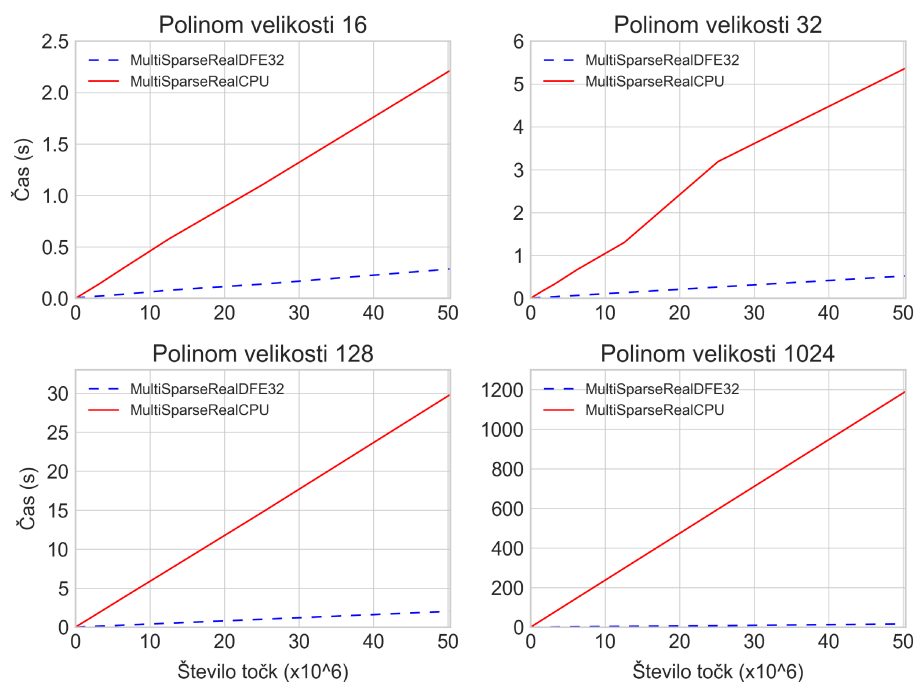 Polinom velikosti 16
Čas (s)
2.5
2.0
1.5
1.0
0.5
0.0
MultiSparseRealDFE32
MultiSparseRealCPU
0 10 20 30 40 50
Polinom velikosti 32
6
5
4
3
2
1
0
MultiSparseRealDFE32
MultiSparseRealCPU
0 10 20 30 40 50
Polinom velikosti 128
Čas (s)
30
25
20
15
10
5
0
MultiSparseRealDFE32
MultiSparseRealCPU
0 10 20 30 40 50
Število točk (x10^6)
Polinom velikosti 1024
1200
1000
800
600
400
200
0
MultiSparseRealDFE32
MultiSparseRealCPU
0 10 20 30 40 50
Število točk (x10^6)